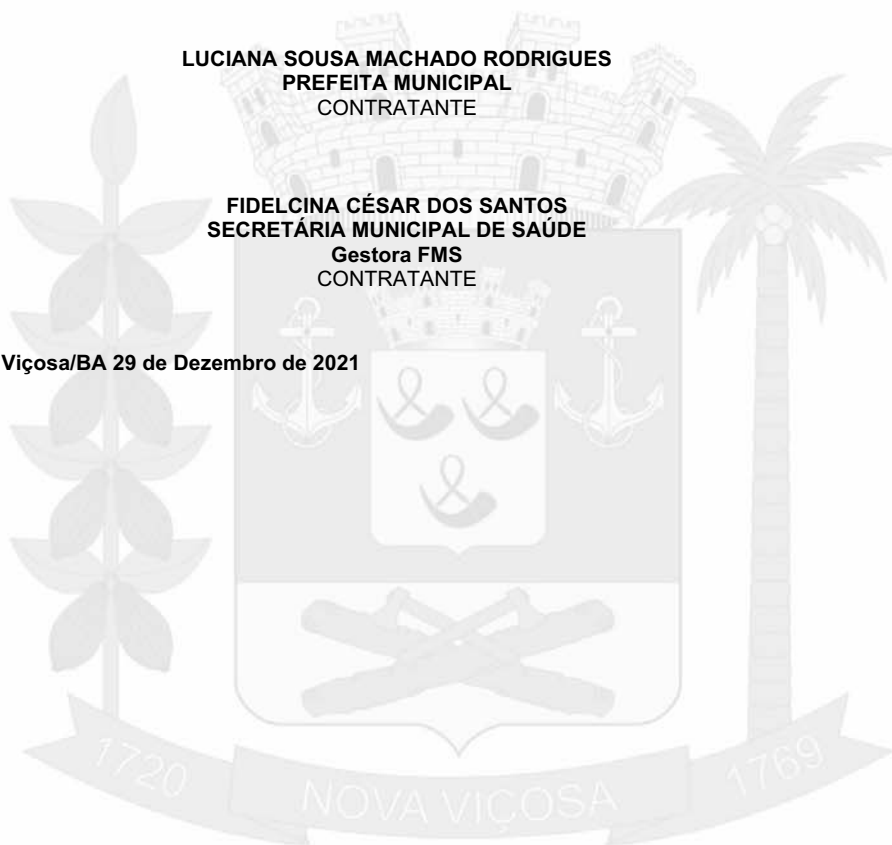 LUCIANA SOUSA MACHADO RODRIGUES
PREFEITA MUNICIPAL
CONTRATANTE
FIDELCINA CÉSAR DOS SANTOS
SECRETÁRIA MUNICIPAL DE SAÚDE
Gestora FMS
CONTRATANTE
Viçosa/BA 29 de Dezembro de 2021
1720 NOVA VIÇOSA 1769